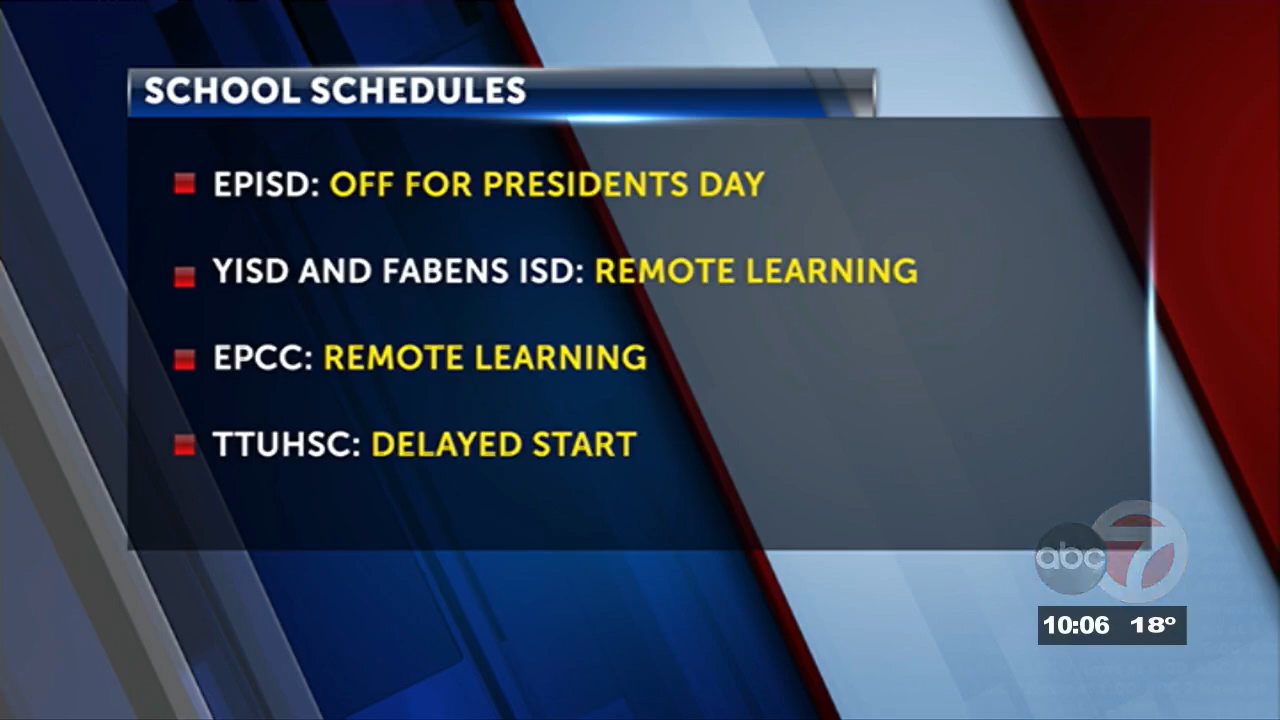 SCHOOL SCHEDULES
EPISD: OFF FOR PRESIDENTS DAY
YISD AND FABENS ISD: REMOTE LEARNING
EPCC: REMOTE LEARNING
TTUHSC: DELAYED START
abc 7
10:06 18°